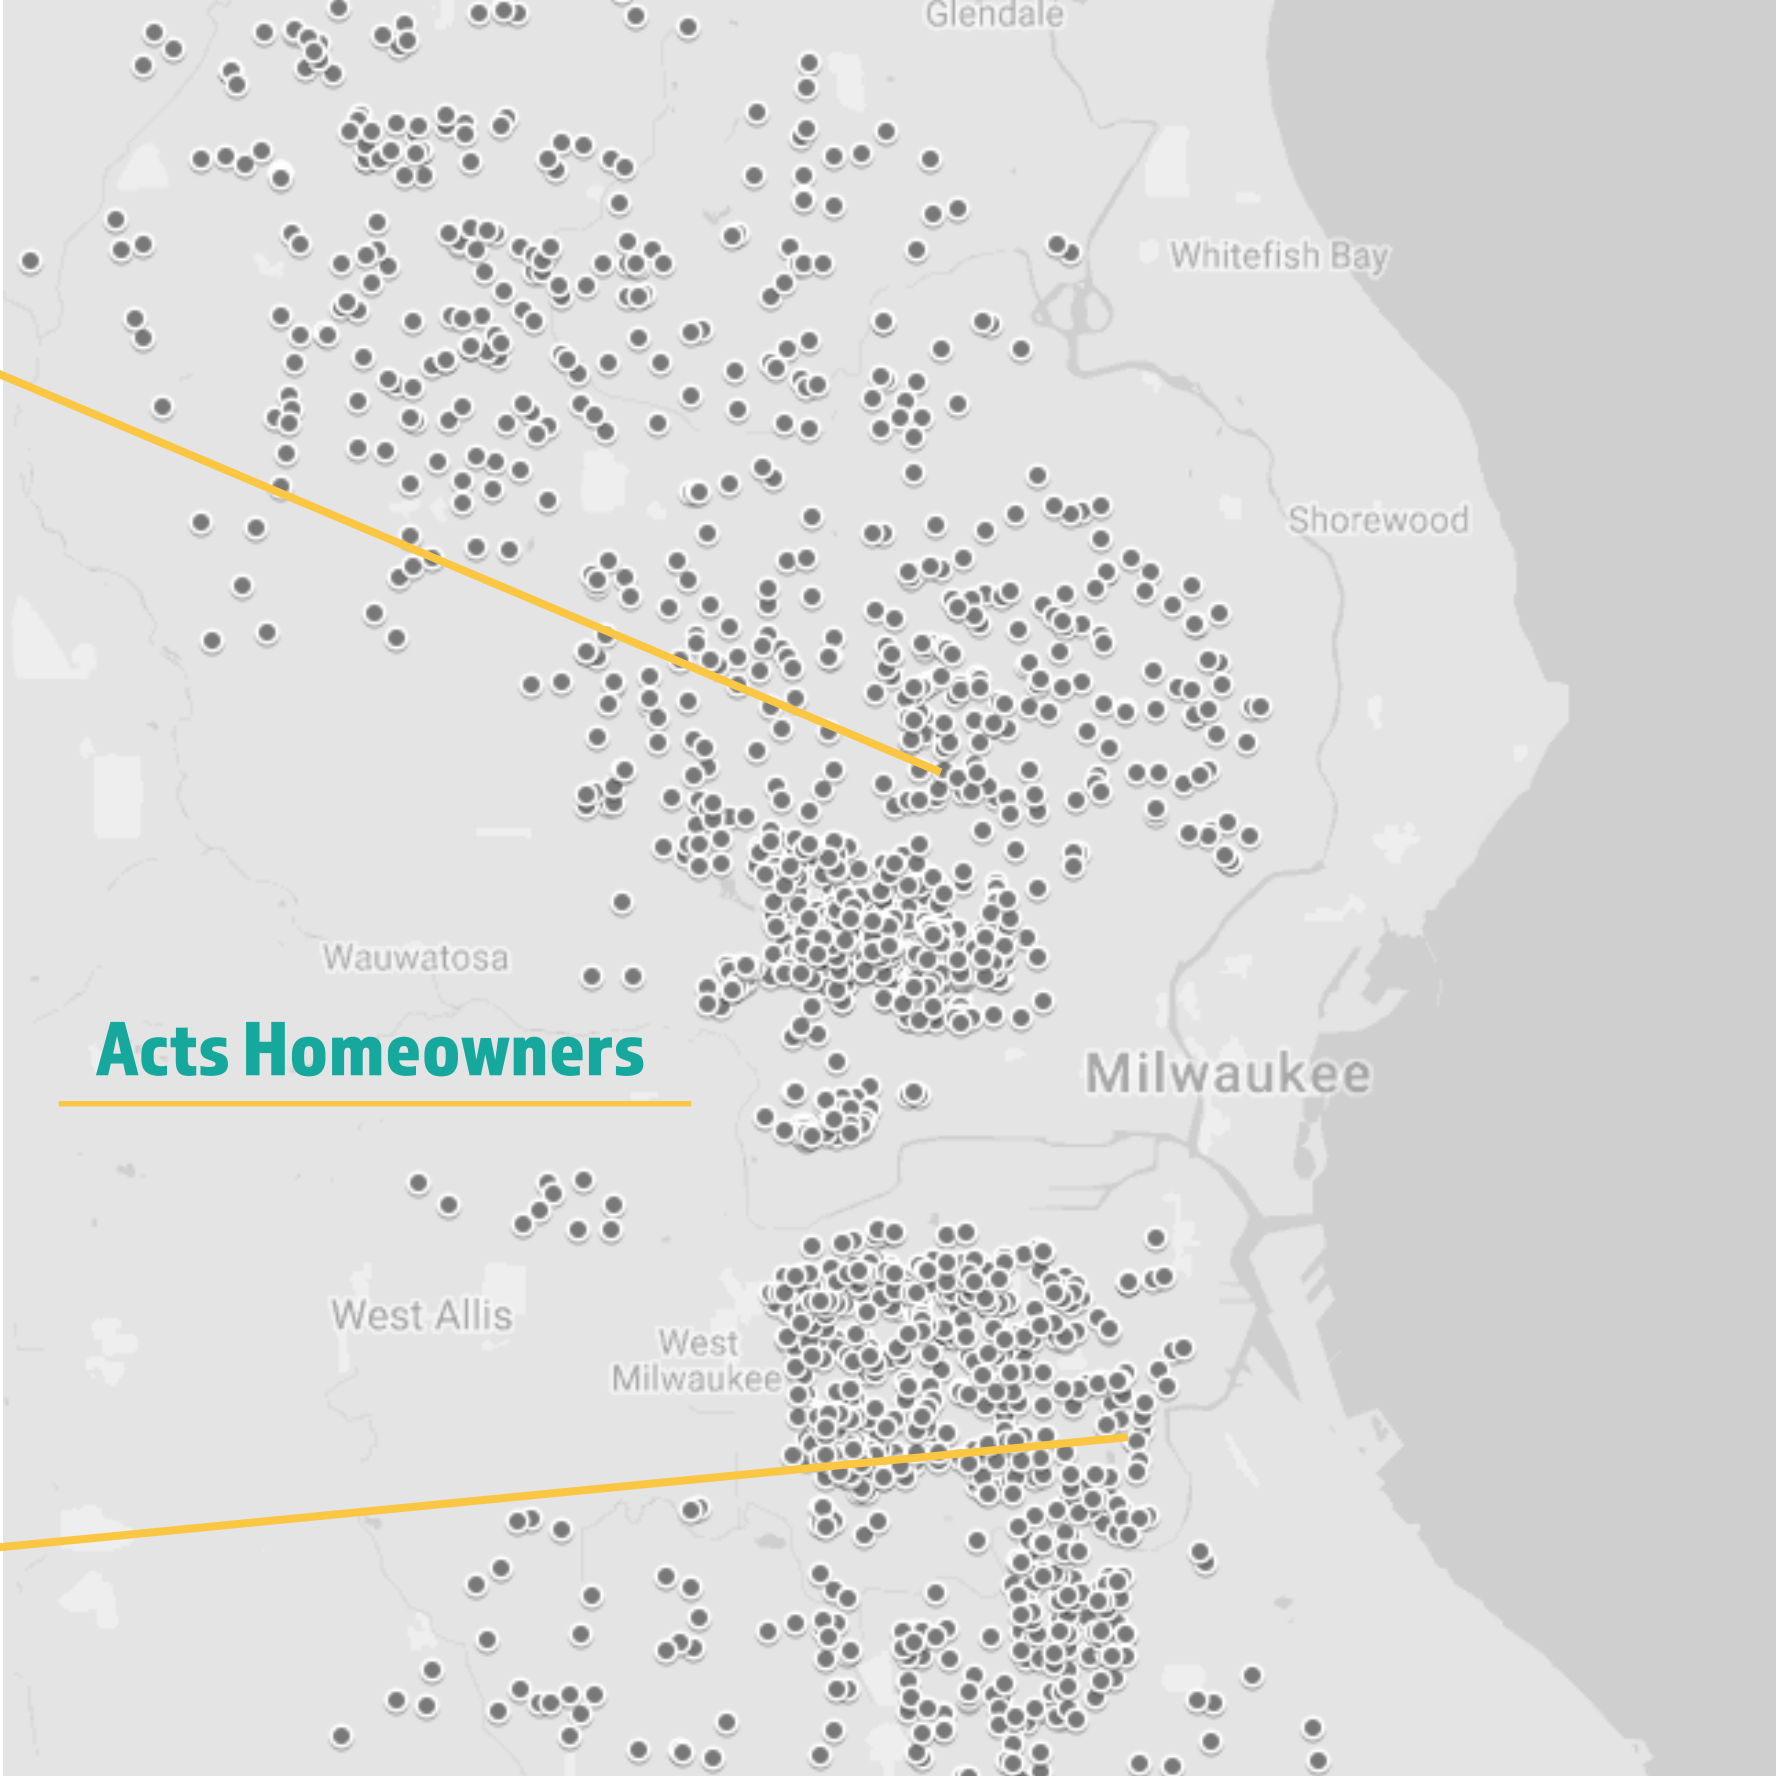 Glendale
Whitefish Bay
Shorewood
Wauwatosa
Acts Homeowners
Milwaukee
West Allis
West
Milwaukee